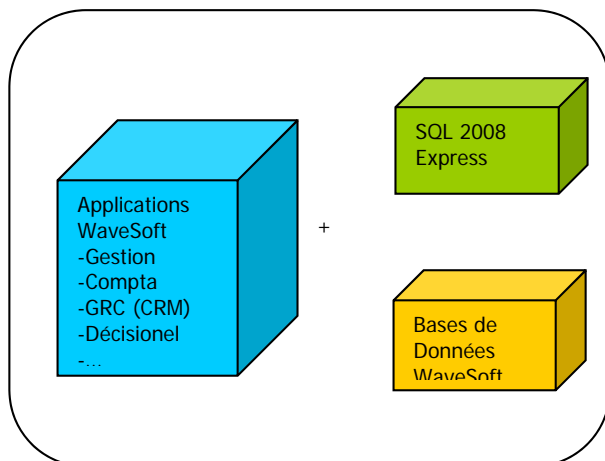 Applications
WaveSoft
-Gestion
-Compta
-GRC (CRM)
-Décisionel
-...
+
SQL 2008
Express
Bases de
Données
WaveSoft